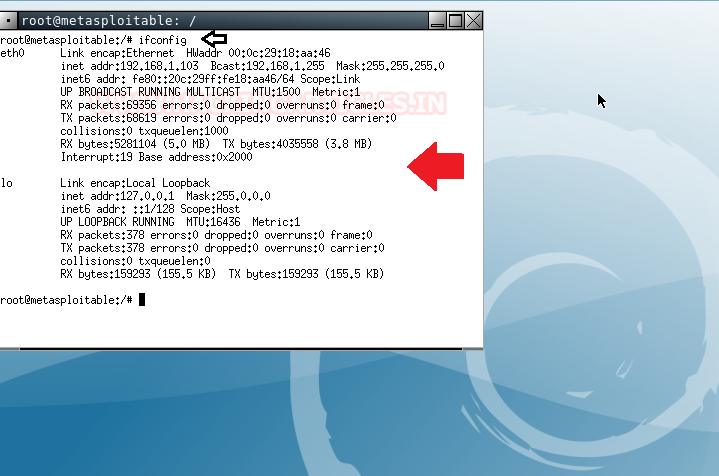 root@metasploitable: /
root@metasploitable:/# ifconfig
eth0 Link encap:Ethernet HWaddr 00:0c:29:18:aa:46
inet addr:192.168.1.103 Bcast:192.168.1.255 Mask:255.255.255.0
inet6 addr: fe80::20c:29ff:fe18:aa46/64 Scope:Link
UP BROADCAST RUNNING MULTICAST MTU:1500 Metric:1
RX packets:69356 errors:0 dropped:0 overruns:0 frame:0
TX packets:68619 errors:0 dropped:0 overruns:0 carrier:0
collisions:0 txqueuelen:1000
RX bytes:5281104 (5.0 MB) TX bytes:4035558 (3.8 MB)
Interrupt:19 Base address:0x2000
lo Link encap:Local Loopback
inet addr:127.0.0.1 Mask:255.0.0.0
inet6 addr: ::1/128 Scope:Host
UP LOOPBACK RUNNING MTU:16436 Metric:1
RX packets:378 errors:0 dropped:0 overruns:0 frame:0
TX packets:378 errors:0 dropped:0 overruns:0 carrier:0
collisions:0 txqueuelen:0
RX bytes:159293 (155.5 KB) TX bytes:159293 (155.5 KB)
root@metasploitable:/#